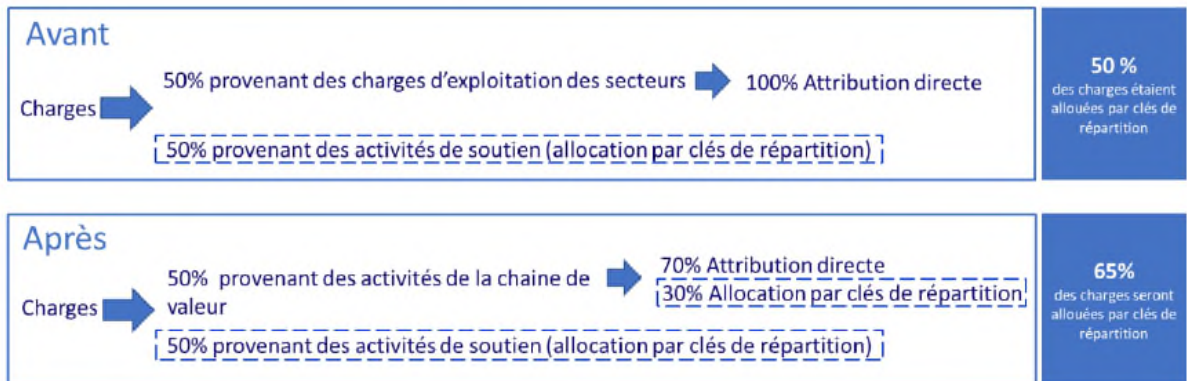 Avant
Charges
50% provenant des charges d'exploitation des secteurs
100% Attribution directe
50% provenant des activités de soutien (allocation par clés de répartition)
50 %
des charges étaient
allouées par clés de
répartition
Après
Charges
50% provenant des activités de la chaine de
valeur
70% Attribution directe
30% Allocation par clés de répartition
50% provenant des activités de soutien (allocation par clés de répartition)
65%
des charges seront
allouées par clés de
répartition